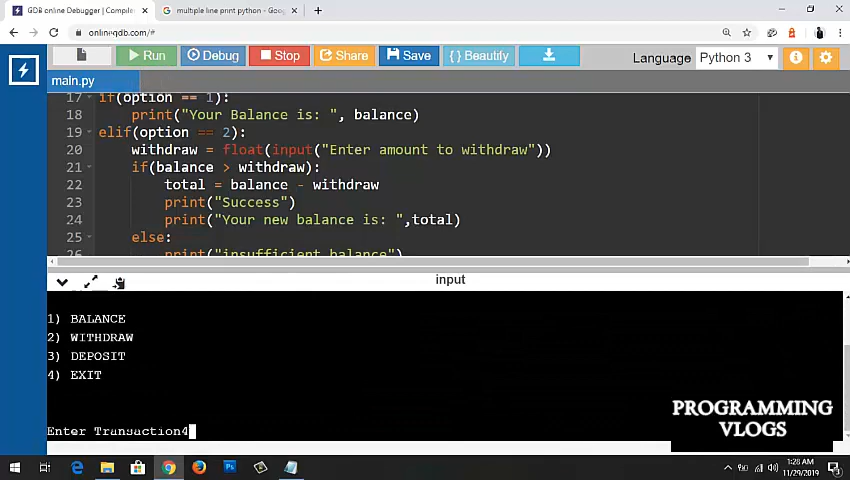 GDB online Debugger | Compiler
multiple line print python - Goog
onlinegdb.com/#
Run
Debug
Stop
Share
Save
{ } Beautify
Language
Python 3
main.py
17 if(option == 1):
18 print("Your Balance is: ", balance)
19 elif(option == 2):
20 withdraw = float(input("Enter amount to withdraw"))
21 if(balance > withdraw):
22 total = balance - withdraw
23 print("Success")
24 print("Your new balance is: ",total)
25 else:
26 print("insufficient balance")
input
1) BALANCE
2) WITHDRAW
3) DEPOSIT
4) EXIT
Enter Transaction4
PROGRAMMING
VLOGS
1:28 AM
11/29/2019